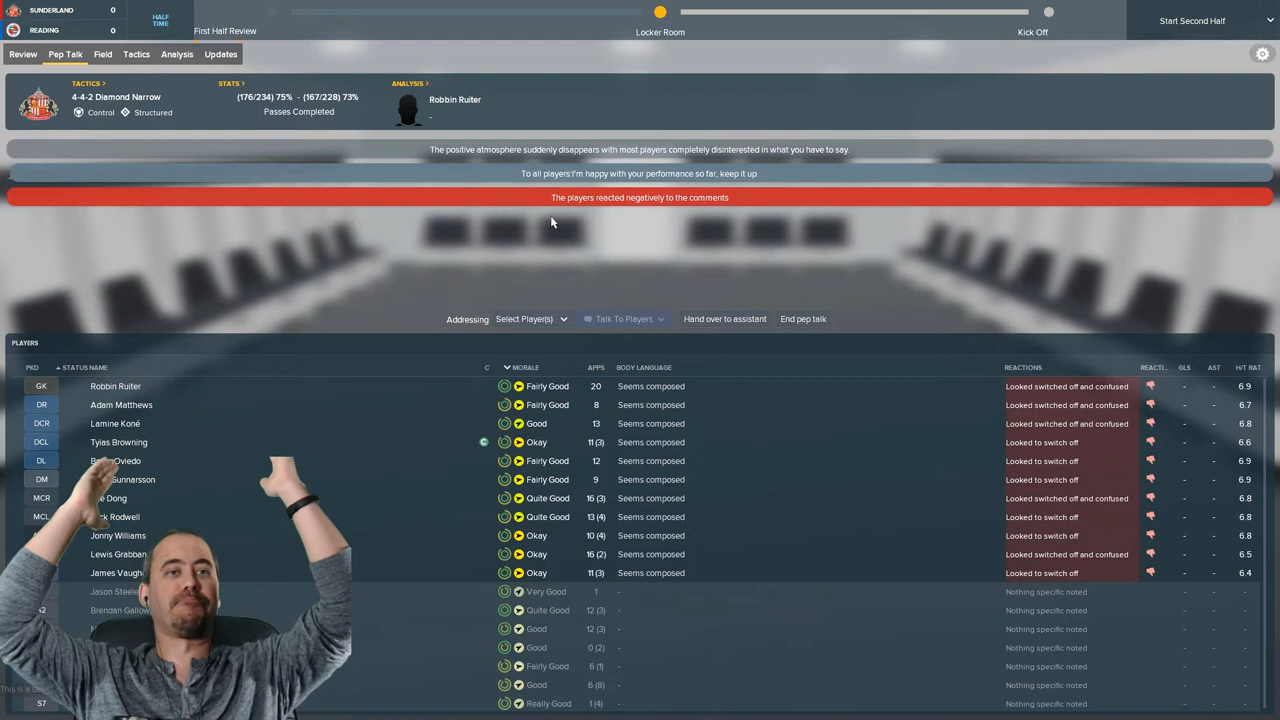 SUNDERLAND 0
READING 0
HALF TIME
First Half Review
Locker Room
Kick Off
Start Second Half
Review Pep Talk Field Tactics Analysis Updates
TACTICS >
4-4-2 Diamond Narrow
Control Structured
STATS >
(176/234) 75% - (167/228) 73%
Passes Completed
ANALYSIS >
Robbin Ruiter
-
The positive atmosphere suddenly disappears with most players completely disinterested in what you have to say.
To all players:I'm happy with your performance so far, keep it up.
The players reacted negatively to the comments
Addressing Select Player(s) Talk To Players Hand over to assistant End pep talk
PLAYERS
PKD STATUS NAME C MORALE APPS BODY LANGUAGE REACTIONS REACTI... GLS AST H/T RAT
GK Robbin Ruiter Fairly Good 20 Seems composed Looked switched off and confused - - 6.9
DR Adam Matthews Fairly Good 8 Seems composed Looked switched off and confused - - 6.7
DCR Lamine Koné Good 13 Seems composed Looked switched off and confused - - 6.8
DCL Tyias Browning C Okay 11 (3) Seems composed Looked to switch off - - 6.6
DL Oviedo Fairly Good 12 Seems composed Looked to switch off - - 6.9
DM Gunnarsson Fairly Good 9 Seems composed Looked to switch off - - 6.9
MCR Dong Quite Good 16 (3) Seems composed Looked switched off and confused - - 6.8
MCL Rodwell Quite Good 13 (4) Seems composed Looked to switch off - - 6.8
Jonny Williams Okay 10 (4) Seems composed Looked to switch off - - 6.8
Lewis Grabban Okay 16 (2) Seems composed Looked switched off and confused - - 6.5
James Vaugh Okay 11 (3) Seems composed Looked to switch off - - 6.4
Jason Steele Very Good 1 - Nothing specific noted - - -
Brendan Gallow Quite Good 12 (3) - Nothing specific noted - - -
Good 12 (3) - Nothing specific noted - - -
Good 0 (2) - Nothing specific noted - - -
Fairly Good 6 (1) - Nothing specific noted - - -
Good 6 (8) - Nothing specific noted - - -
S7 Really Good 1 (4) - Nothing specific noted - - -
This is a